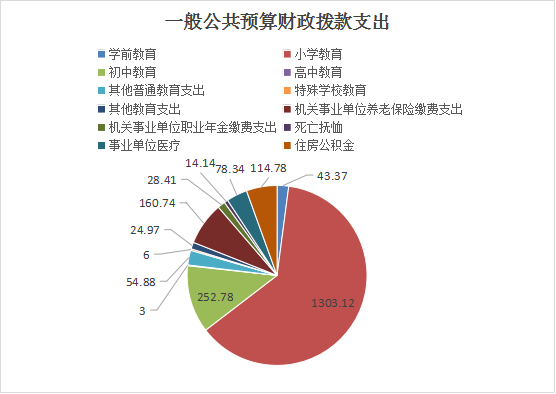 一般公共预算财政拨款支出
学前教育 小学教育
初中教育 高中教育
其他普通教育支出 特殊学校教育
其他教育支出 机关事业单位养老保险缴费支出
机关事业单位职业年金缴费支出 死亡抚恤
事业单位医疗 住房公积金
14.14 78.34 114.78 43.37
28.41
160.74
24.97
6
54.88
252.78 1303.12
3